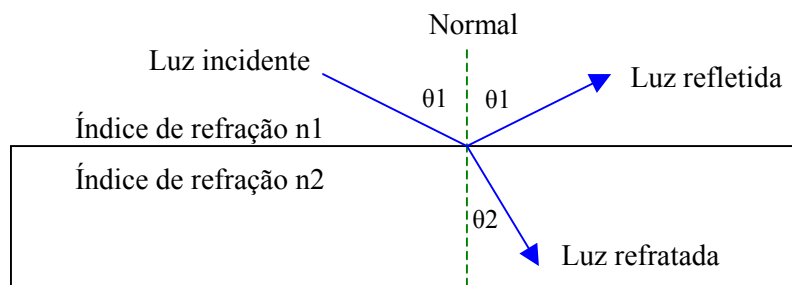 Normal
Luz incidente
Luz refletida
θ1
θ1
Índice de refração n1
Índice de refração n2
θ2
Luz refratada